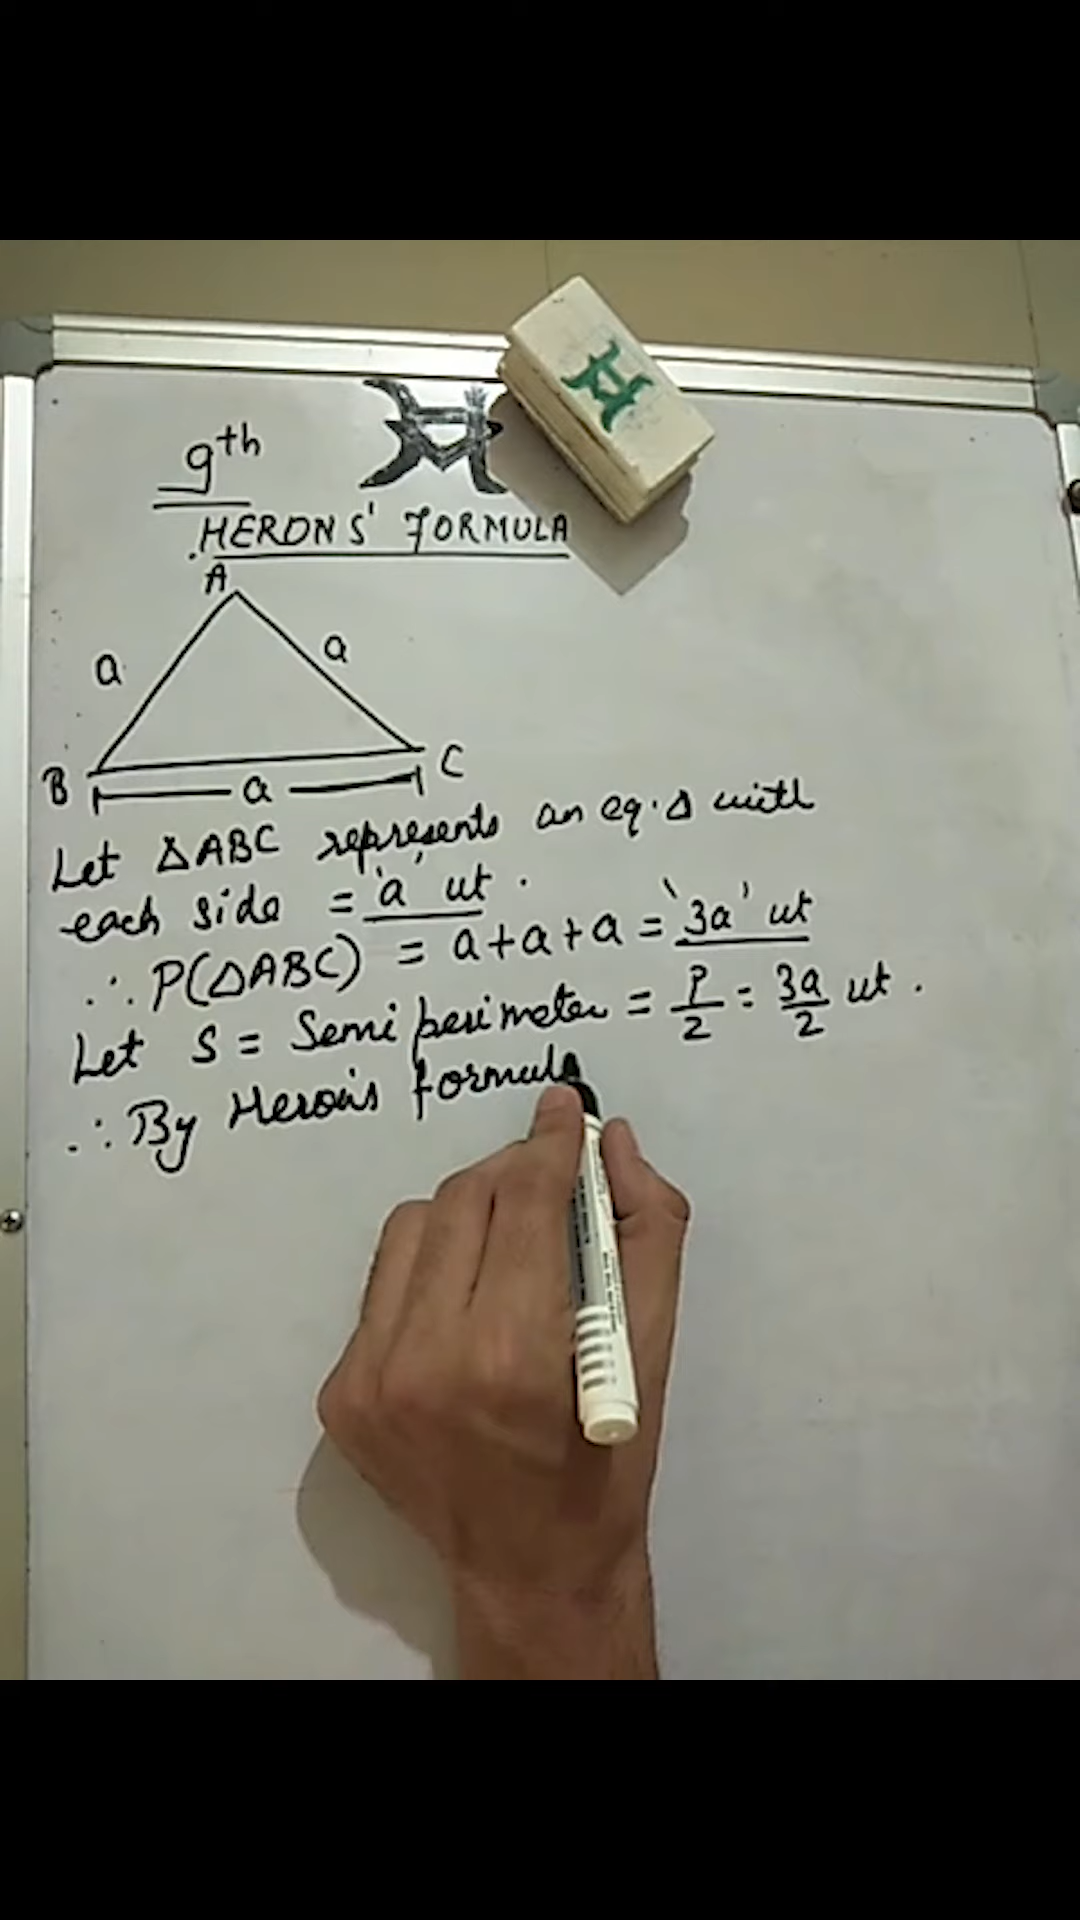 9th
HERONS' FORMULA
A
a
a
B
a
C
Let ΔABC represents an eq. Δ with
each side = 'a' ut.
∴ P(ΔABC) = a+a+a = '3a' ut
Let S = Semi perimeter = P/2 = 3a/2 ut.
∴ By Heron's formula